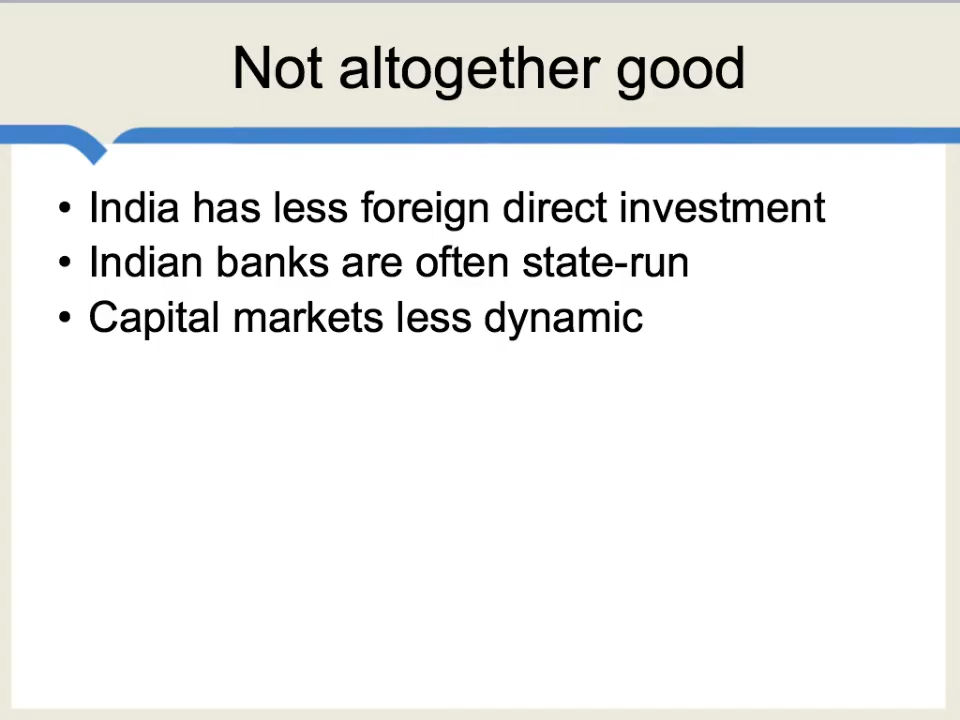 Not altogether good
• India has less foreign direct investment
• Indian banks are often state-run
• Capital markets less dynamic